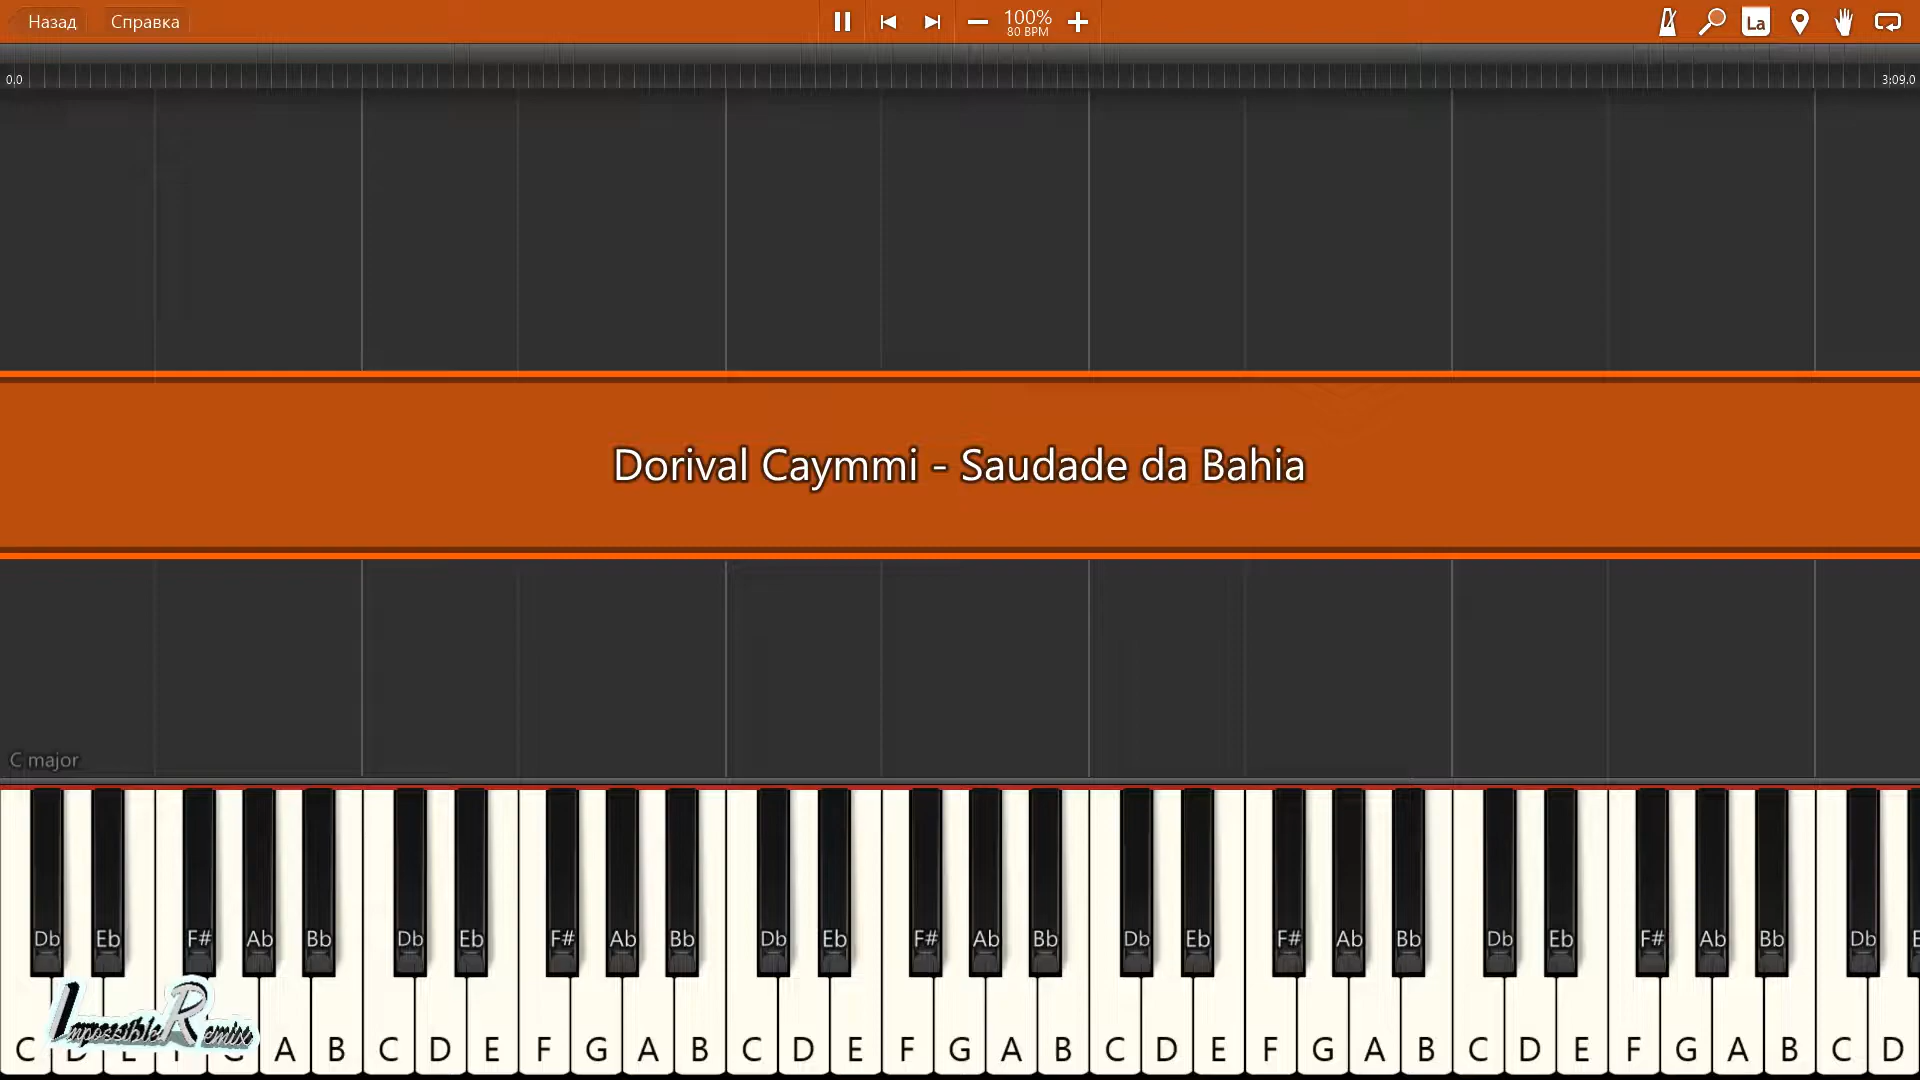 Назад Справка 100% La
80 BPM
0,0 3:09.0
Dorival Caymmi - Saudade da Bahia
C major
Db Eb F# Ab Bb Db Eb F# Ab Bb Db Eb F# Ab Bb Db Eb F# Ab Bb Db Eb F# Ab Bb Db
Impossible Remix
C D E F G A B C D E F G A B C D E F G A B C D E F G A B C D E F G A B C D